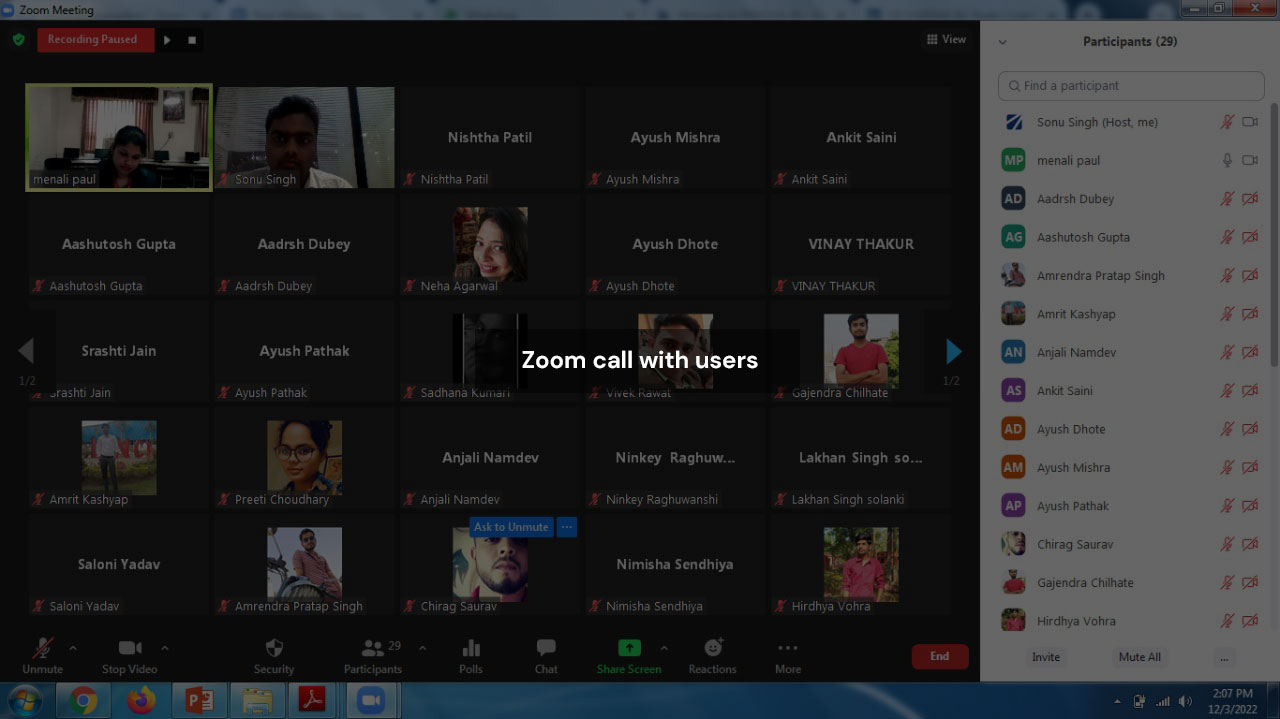 Zoom Meeting
Recording Paused
View
Participants (29)
Find a participant
menali paul
Sonu Singh
Nishtha Patil
Nishtha Patil
Ayush Mishra
Ayush Mishra
Ankit Saini
Ankit Saini
Aashutosh Gupta
Aashutosh Gupta
Aadrsh Dubey
Aadrsh Dubey
Neha Agarwal
Ayush Dhote
Ayush Dhote
VINAY THAKUR
VINAY THAKUR
1/2
Srashti Jain
Srashti Jain
Ayush Pathak
Ayush Pathak
Sadhana Kumari
Vivek Rawat
Gajendra Chilhate
1/2
Zoom call with users
Amrit Kashyap
Preeti Choudhary
Anjali Namdev
Anjali Namdev
Ninkey Raghuw...
Ninkey Raghuwanshi
Lakhan Singh so...
Lakhan Singh solanki
Saloni Yadav
Saloni Yadav
Amrendra Pratap Singh
Ask to Unmute
...
Chirag Saurav
Nimisha Sendhiya
Nimisha Sendhiya
Hirdhya Vohra
Sonu Singh (Host, me)
MP menali paul
AD Aadrsh Dubey
AG Aashutosh Gupta
Amrendra Pratap Singh
Amrit Kashyap
AN Anjali Namdev
AS Ankit Saini
AD Ayush Dhote
AM Ayush Mishra
AP Ayush Pathak
Chirag Saurav
Gajendra Chilhate
Hirdhya Vohra
Unmute
Stop Video
Security
29
Participants
Polls
Chat
Share Screen
Reactions
More
End
Invite
Mute All
...
2:07 PM
12/3/2022